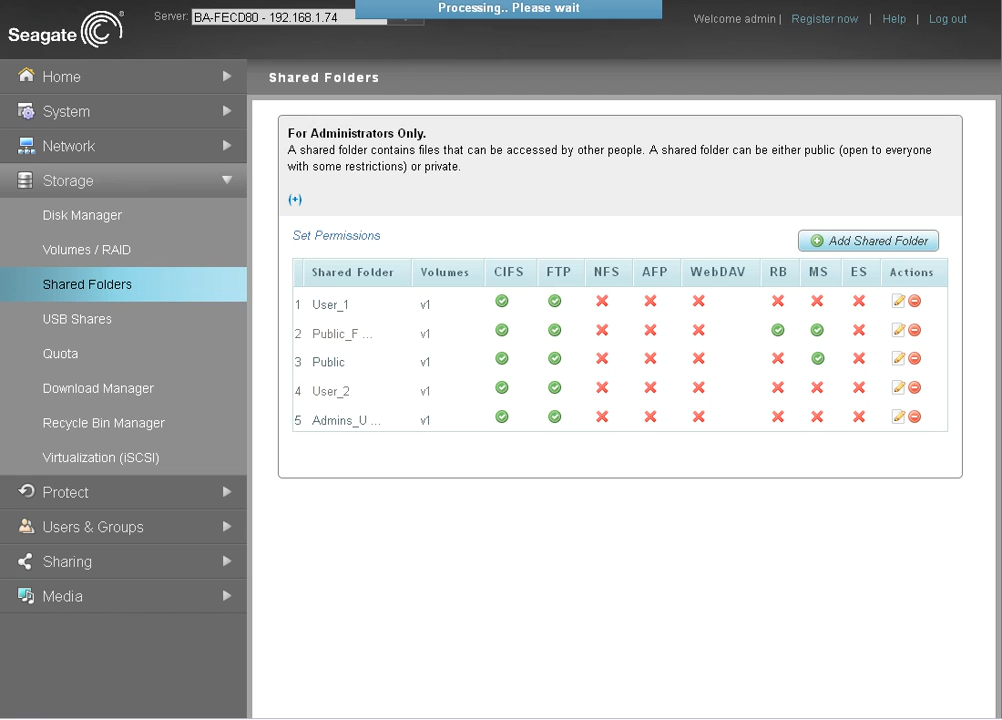 Processing.. Please wait
Seagate
Server: BA-FECD80 - 192.168.1.74
Welcome admin | Register now | Help | Log out
Home
System
Network
Storage
Disk Manager
Volumes / RAID
Shared Folders
USB Shares
Quota
Download Manager
Recycle Bin Manager
Virtualization (iSCSI)
Protect
Users & Groups
Sharing
Media
Shared Folders
For Administrators Only.
A shared folder contains files that can be accessed by other people. A shared folder can be either public (open to everyone
with some restrictions) or private.
(+)
Set Permissions
Add Shared Folder
Shared Folder Volumes CIFS FTP NFS AFP WebDAV RB MS ES Actions
1 User_1 v1
2 Public_F ... v1
3 Public v1
4 User_2 v1
5 Admins_U ... v1